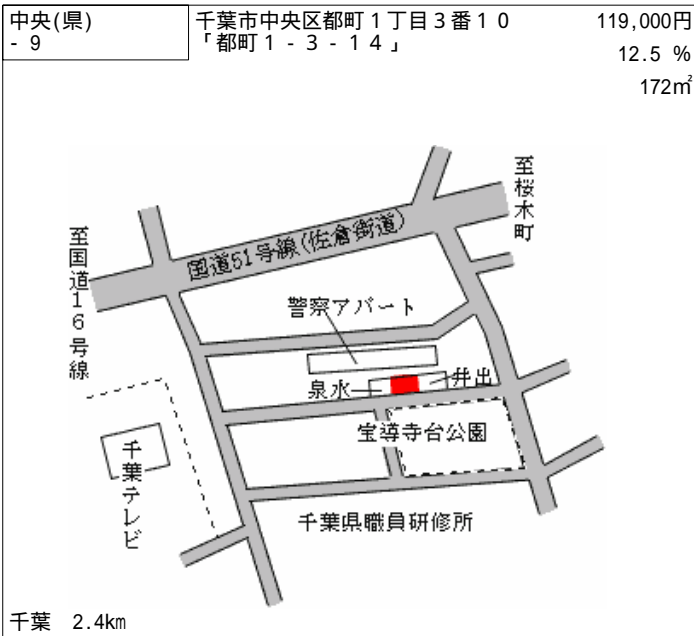 中央(県)
- 9
千葉市中央区都町１丁目３番１０
「都町１-３-１４」
119,000円
12.5 %
172㎡
至桜木町
至国道16号線
国道51号線(佐倉街道)
警察アパート
泉水
井出
宝導寺台公園
千葉テレビ
千葉県職員研修所
千葉 2.4km